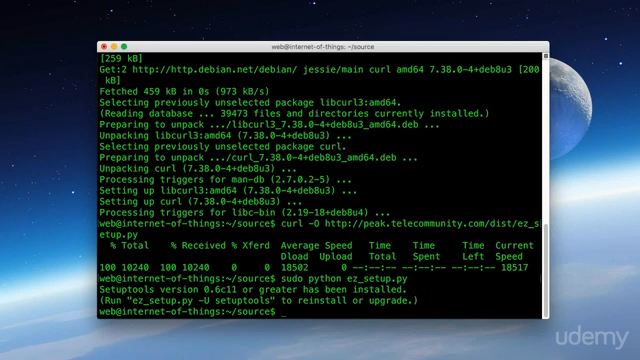 web@internet-of-things: ~/source
[259 kB]
Get:2 http://http.debian.net/debian/ jessie/main curl amd64 7.38.0-4+deb8u3 [200
 kB]
Fetched 459 kB in 0s (973 kB/s)
Selecting previously unselected package libcurl3:amd64.
(Reading database ... 39473 files and directories currently installed.)
Preparing to unpack .../libcurl3_7.38.0-4+deb8u3_amd64.deb ...
Unpacking libcurl3:amd64 (7.38.0-4+deb8u3) ...
Selecting previously unselected package curl.
Preparing to unpack .../curl_7.38.0-4+deb8u3_amd64.deb ...
Unpacking curl (7.38.0-4+deb8u3) ...
Processing triggers for man-db (2.7.0.2-5) ...
Setting up libcurl3:amd64 (7.38.0-4+deb8u3) ...
Setting up curl (7.38.0-4+deb8u3) ...
Processing triggers for libc-bin (2.19-18+deb8u4) ...
web@internet-of-things:~/source$ curl -O http://peak.telecommunity.com/dist/ez_s
etup.py
% Total % Received % Xferd Average Speed Time Time Time Current
Dload Upload Total Spent Left Speed
100 10240 100 10240 0 0 18502 0 --:--:-- --:--:-- --:--:-- 18517
web@internet-of-things:~/source$ sudo python ez_setup.py
Setuptools version 0.6c11 or greater has been installed.
(Run "ez_setup.py -U setuptools" to reinstall or upgrade.)
web@internet-of-things:~/source$ _
udemy